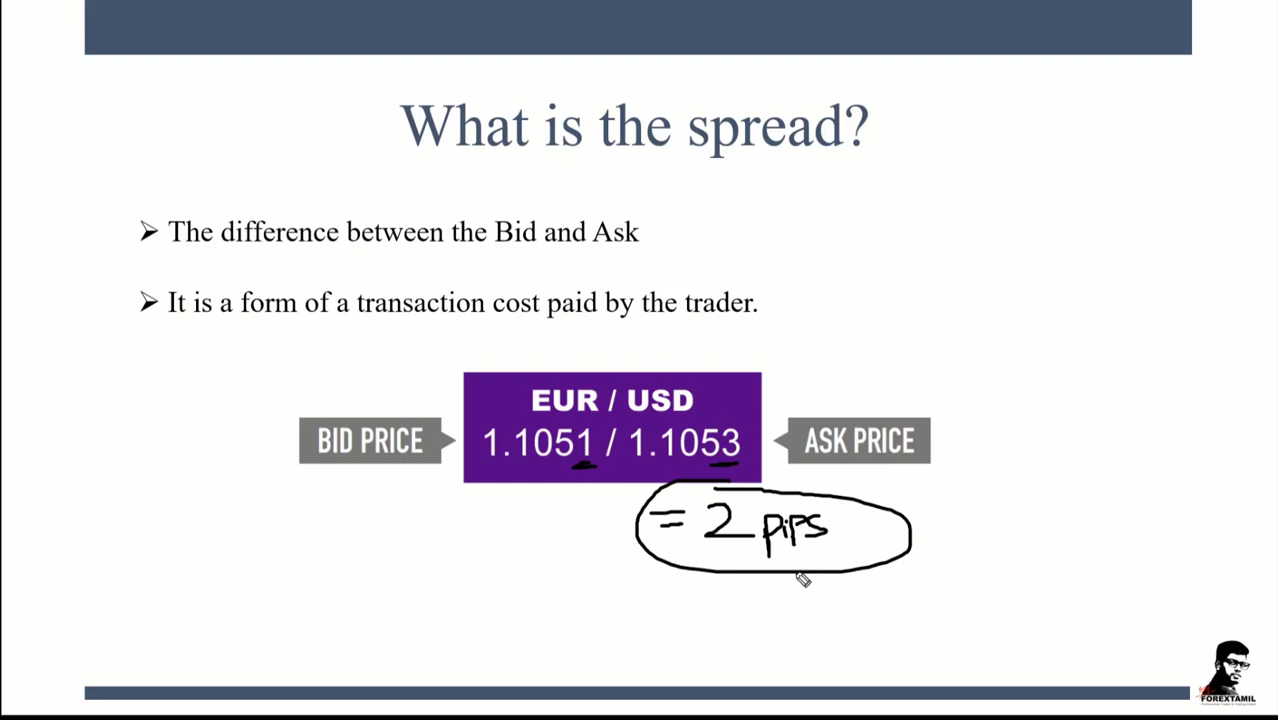 What is the spread?
➢ The difference between the Bid and Ask
➢ It is a form of a transaction cost paid by the trader.
EUR / USD
BID PRICE 1.1051 / 1.1053 ASK PRICE
= 2 pips
FOREXTAMIL